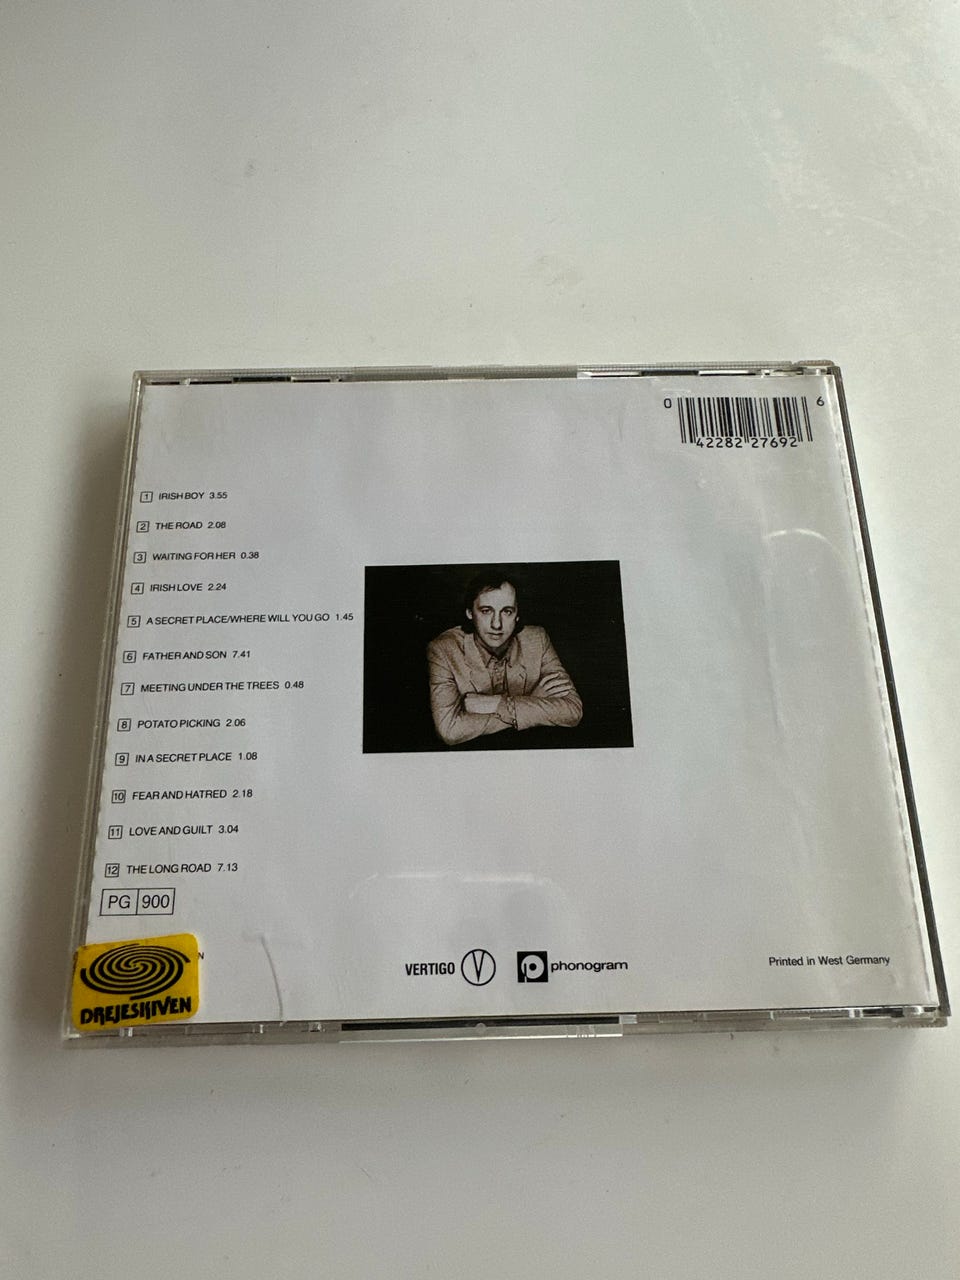 0 42282 27692 6
1 IRISH BOY 3.55
2 THE ROAD 2.08
3 WAITING FOR HER 0.38
4 IRISH LOVE 2.24
5 A SECRET PLACE/WHERE WILL YOU GO 1.45
6 FATHER AND SON 7.41
7 MEETING UNDER THE TREES 0.48
8 POTATO PICKING 2.06
9 IN A SECRET PLACE 1.08
10 FEAR AND HATRED 2.18
11 LOVE AND GUILT 3.04
12 THE LONG ROAD 7.13
PG 900
DREJESKIVEN
VERTIGO V
phonogram
Printed in West Germany